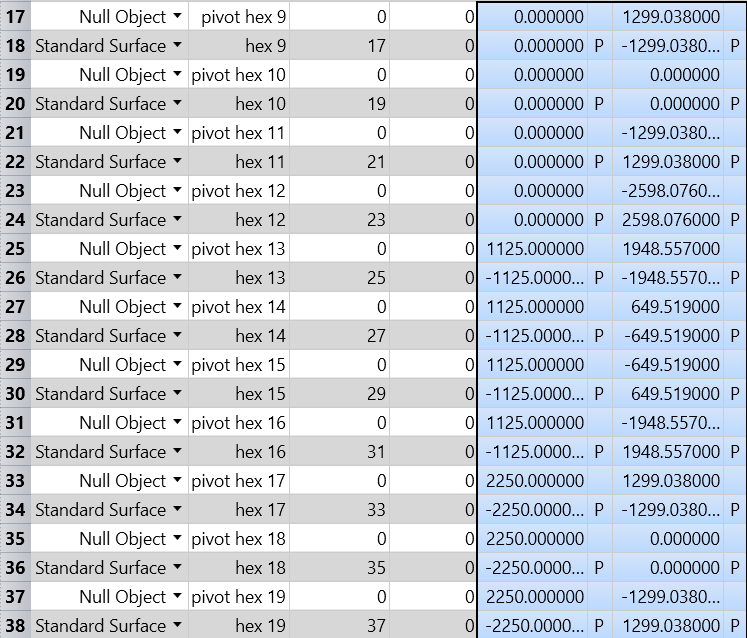 17 Null Object pivot hex 9 0 0 0.000000 1299.038000
18 Standard Surface hex 9 17 0 0.000000 P -1299.0380... P
19 Null Object pivot hex 10 0 0 0.000000 0.000000
20 Standard Surface hex 10 19 0 0.000000 P 0.000000 P
21 Null Object pivot hex 11 0 0 0.000000 -1299.0380...
22 Standard Surface hex 11 21 0 0.000000 P 1299.038000 P
23 Null Object pivot hex 12 0 0 0.000000 -2598.0760...
24 Standard Surface hex 12 23 0 0.000000 P 2598.076000 P
25 Null Object pivot hex 13 0 0 1125.000000 1948.557000
26 Standard Surface hex 13 25 0 -1125.0000... P -1948.5570... P
27 Null Object pivot hex 14 0 0 1125.000000 649.519000
28 Standard Surface hex 14 27 0 -1125.0000... P -649.519000 P
29 Null Object pivot hex 15 0 0 1125.000000 -649.519000
30 Standard Surface hex 15 29 0 -1125.0000... P 649.519000 P
31 Null Object pivot hex 16 0 0 1125.000000 -1948.5570...
32 Standard Surface hex 16 31 0 -1125.0000... P 1948.557000 P
33 Null Object pivot hex 17 0 0 2250.000000 1299.038000
34 Standard Surface hex 17 33 0 -2250.0000... P -1299.0380... P
35 Null Object pivot hex 18 0 0 2250.000000 0.000000
36 Standard Surface hex 18 35 0 -2250.0000... P 0.000000 P
37 Null Object pivot hex 19 0 0 2250.000000 -1299.0380...
38 Standard Surface hex 19 37 0 -2250.0000... P 1299.038000 P